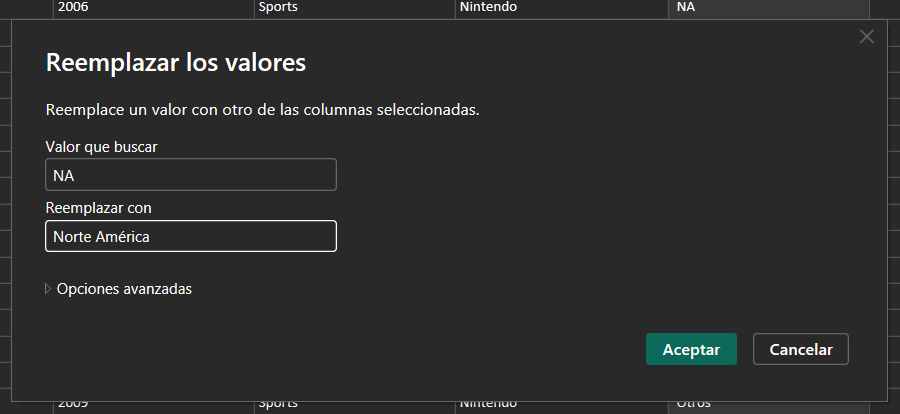 2006 Sports Nintendo NA
Reemplazar los valores
Reemplace un valor con otro de las columnas seleccionadas.
Valor que buscar
NA
Reemplazar con
Norte América
Opciones avanzadas
Aceptar Cancelar
2009 Sports Nintendo Otros